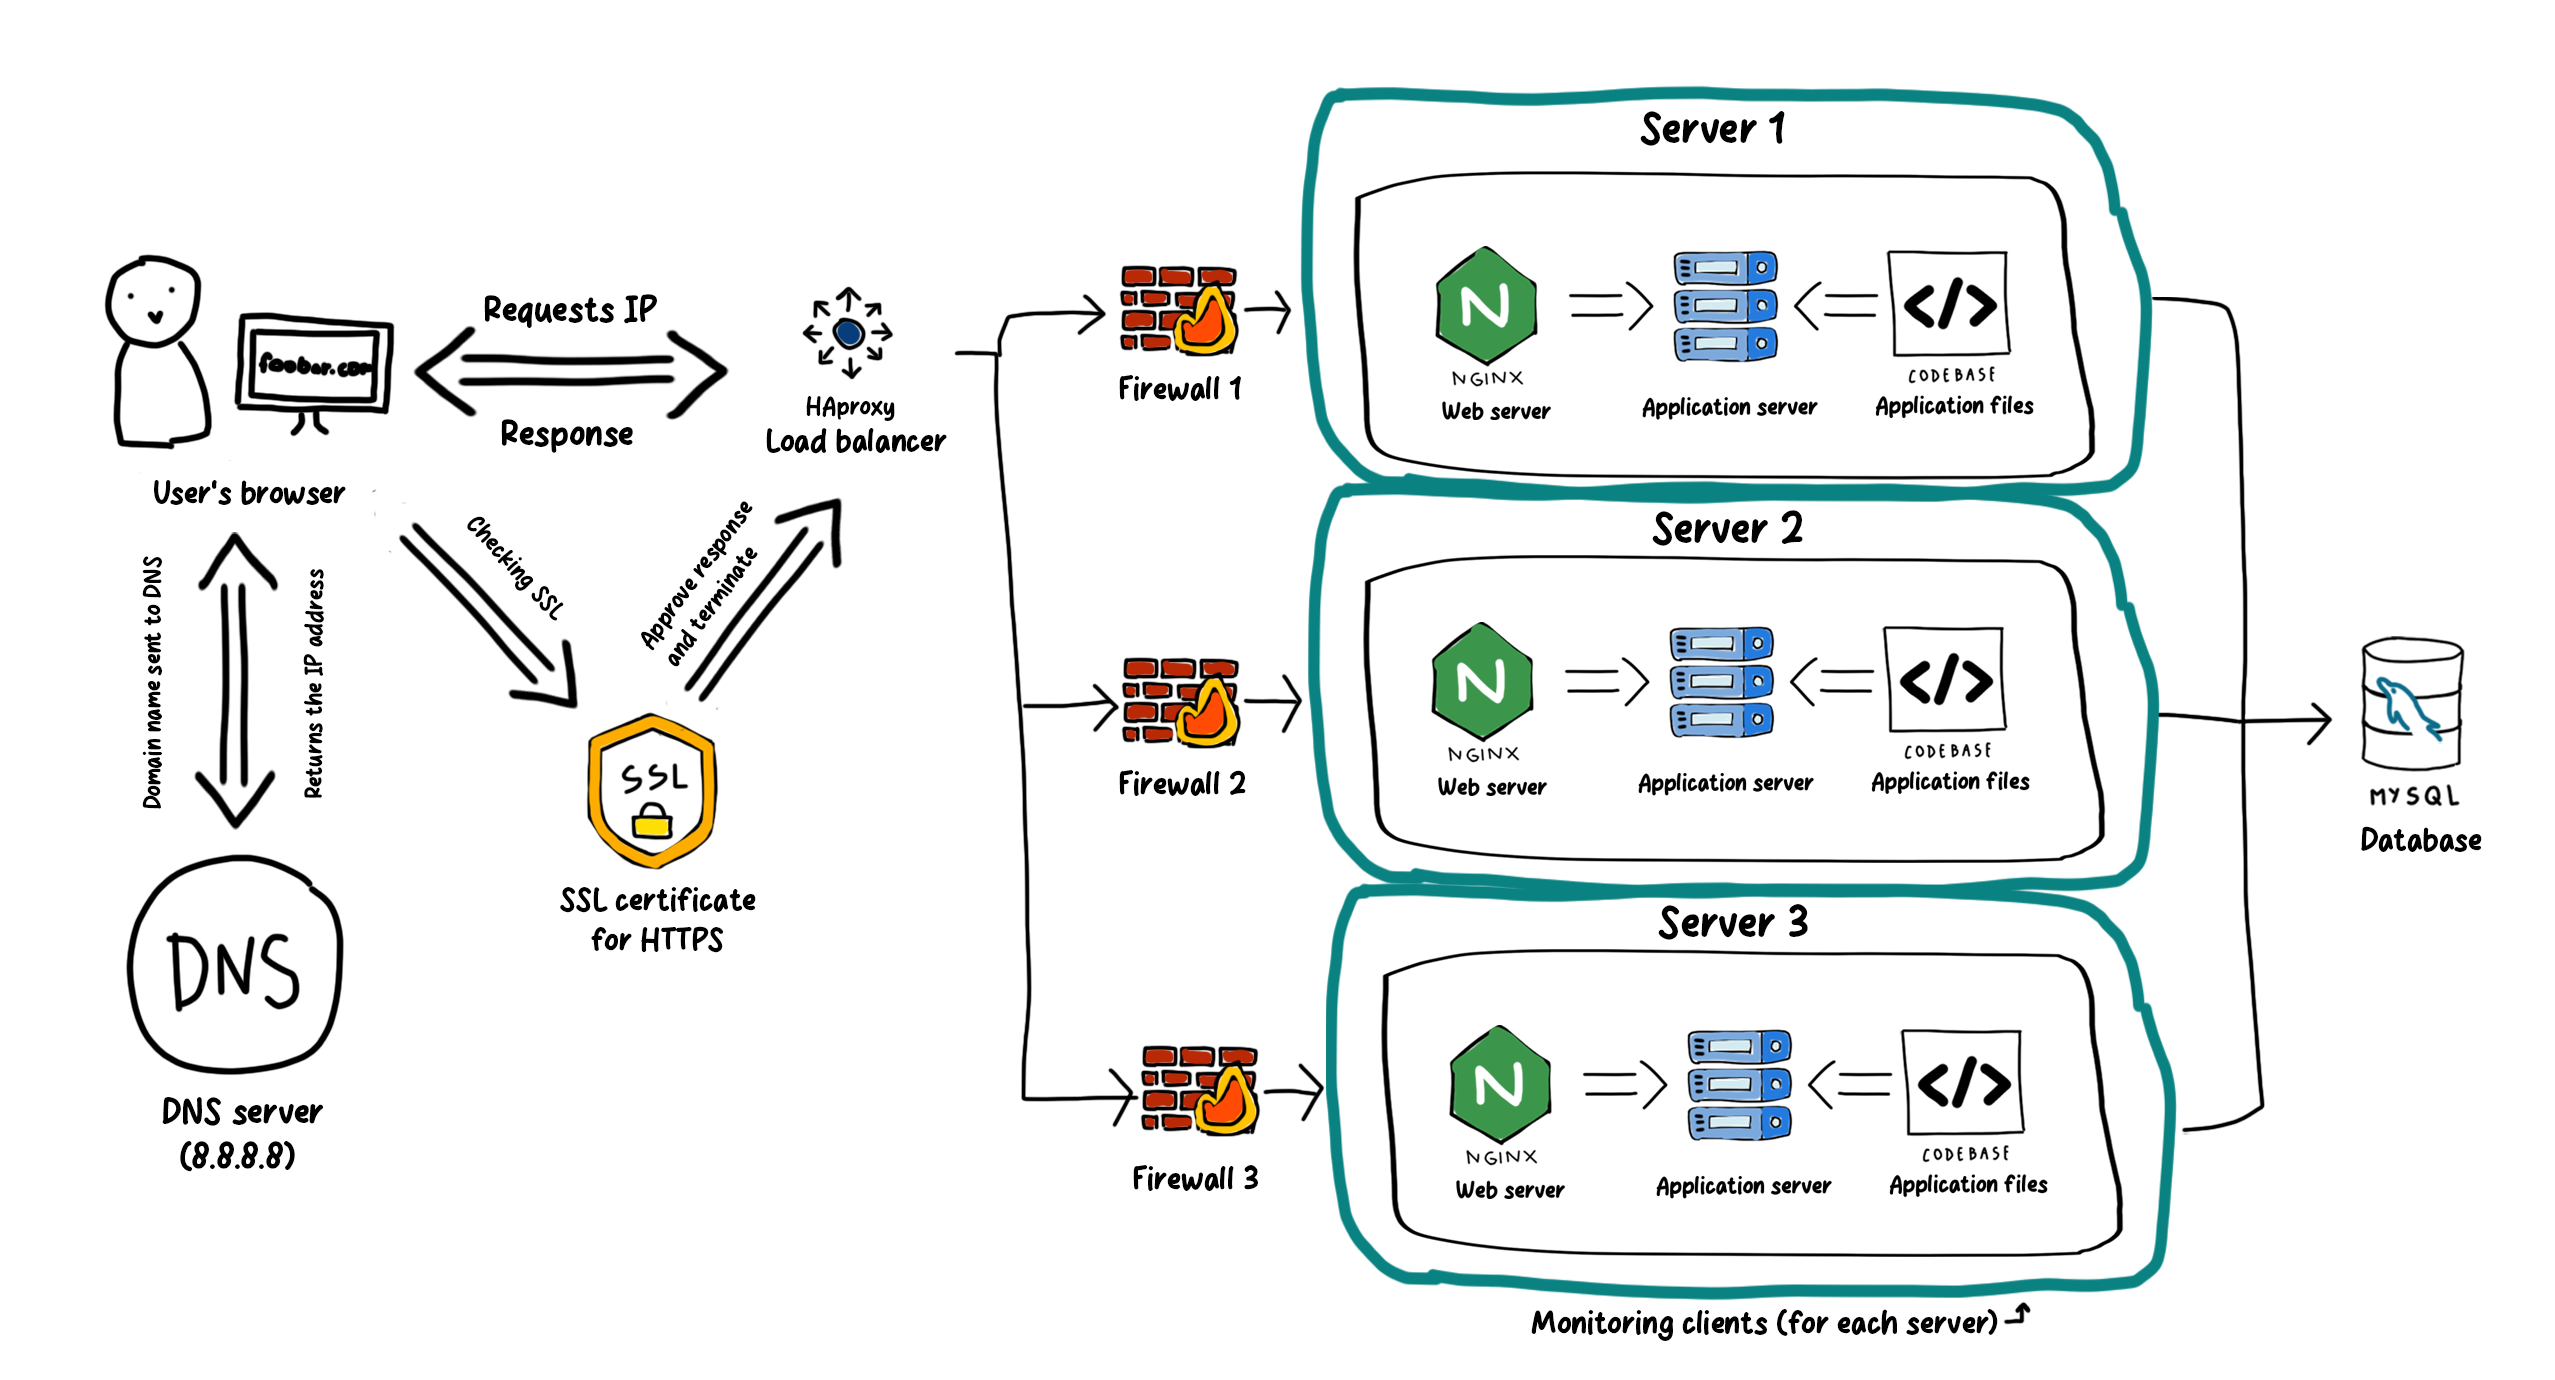 Server 1
Requests IP
foobar.com
Response
User's browser
HAproxy
Load balancer
Firewall 1
N
NGINX
Web server
Application server
</>
CODEBASE
Application files
Checking SSL
Approve response
and terminate
Domain name sent to DNS
Returns the IP address
SSL
SSL certificate
for HTTPS
DNS
DNS server
(8.8.8.8)
Server 2
Firewall 2
N
NGINX
Web server
Application server
</>
CODEBASE
Application files
MYSQL
Database
Server 3
Firewall 3
N
NGINX
Web server
Application server
</>
CODEBASE
Application files
Monitoring clients (for each server)